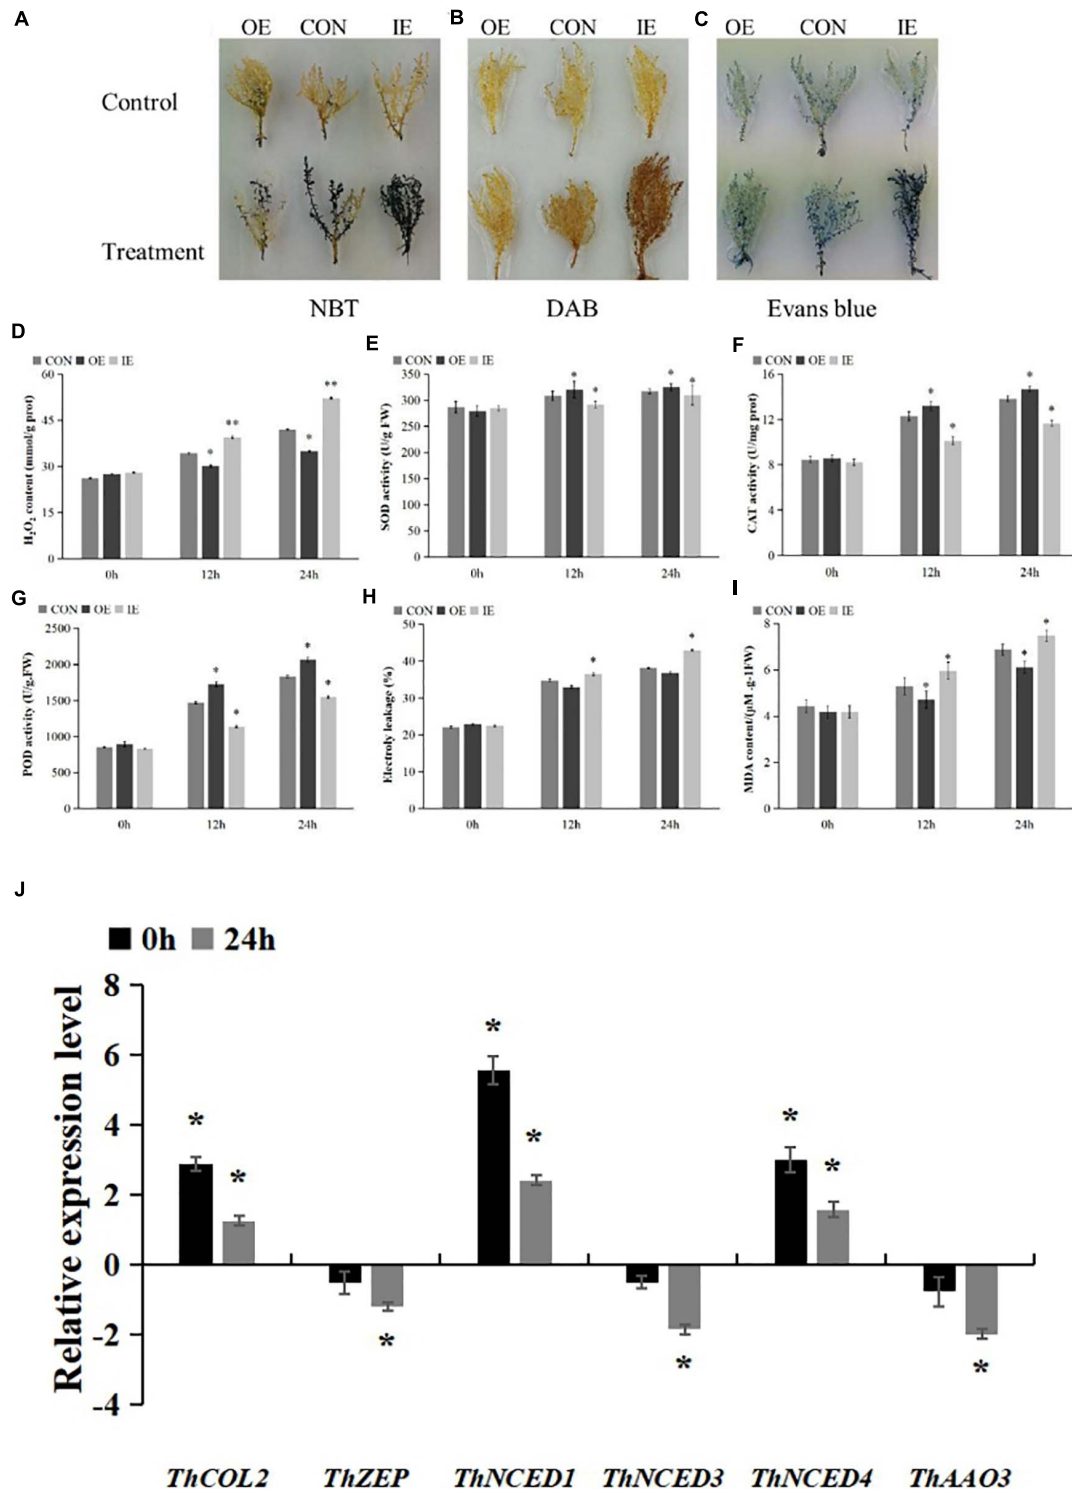 A
B
C
OE CON IE
OE CON IE
OE CON IE
Control
Treatment
NBT
DAB
Evans blue
D
CON OE IE
60
45
30
15
0
H₂O₂ content (mmol/g prot)
* ** * **
0h 12h 24h
E
CON OE IE
350
300
250
200
150
100
50
0
SOD activity (U/g FW)
* * * *
0h 12h 24h
F
CON OE IE
16
12
8
4
0
CAT activity (U/mg prot)
* * * *
0h 12h 24h
G
CON OE IE
2500
2000
1500
1000
500
0
POD activity (U/g.FW)
* * * *
0h 12h 24h
H
CON OE IE
50
40
30
20
10
0
Electroly leakage (%)
* *
0h 12h 24h
I
CON OE IE
8
6
4
2
0
MDA content/(μM -g-1FW)
* * * *
0h 12h 24h
J
0h 24h
8
6
4
2
0
-2
-4
Relative expression level
* * * * * * * * *
ThCOL2 ThZEP ThNCED1 ThNCED3 ThNCED4 ThAAO3